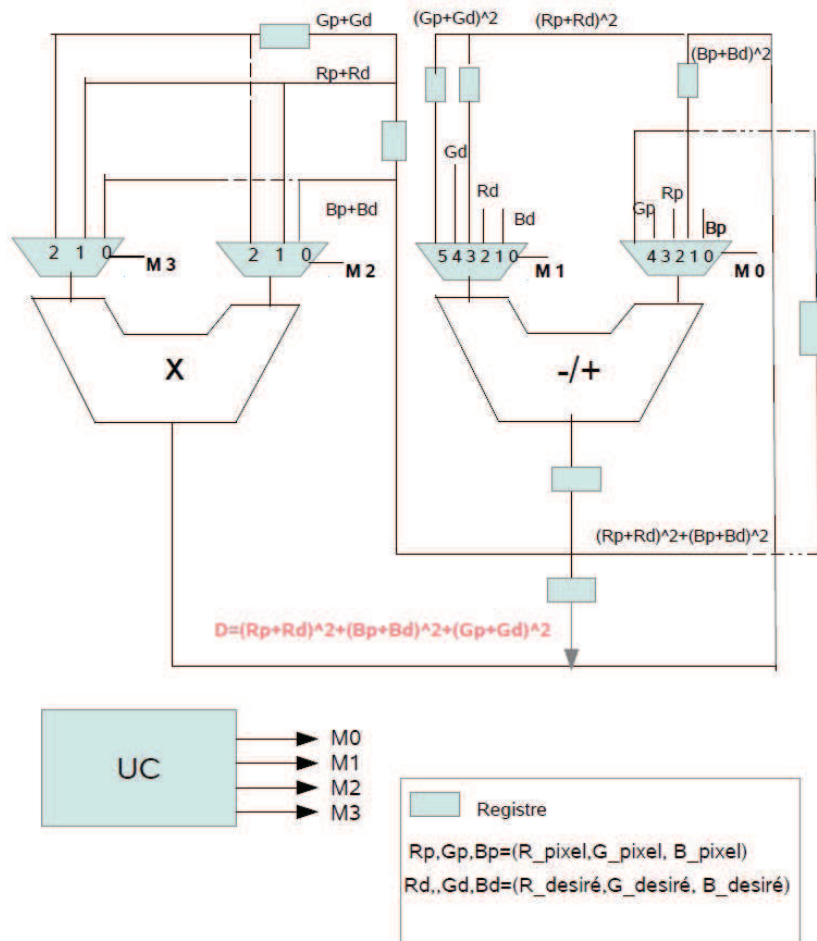 Gp+Gd
(Gp+Gd)^2
(Rp+Rd)^2
(Bp+Bd)^2
Rp+Rd
Gd
Rd
Bd
Bp+Bd
Gp
Rp
Bp
2 1 0
M 3
2 1 0
M 2
5 4 3 2 1 0
M 1
4 3 2 1 0
M 0
X
-/+
(Rp+Rd)^2+(Bp+Bd)^2
D=(Rp+Rd)^2+(Bp+Bd)^2+(Gp+Gd)^2
UC
M0
M1
M2
M3
Registre
Rp,Gp,Bp=(R_pixel,G_pixel, B_pixel)
Rd,,Gd,Bd=(R_desiré,G_desiré, B_desiré)